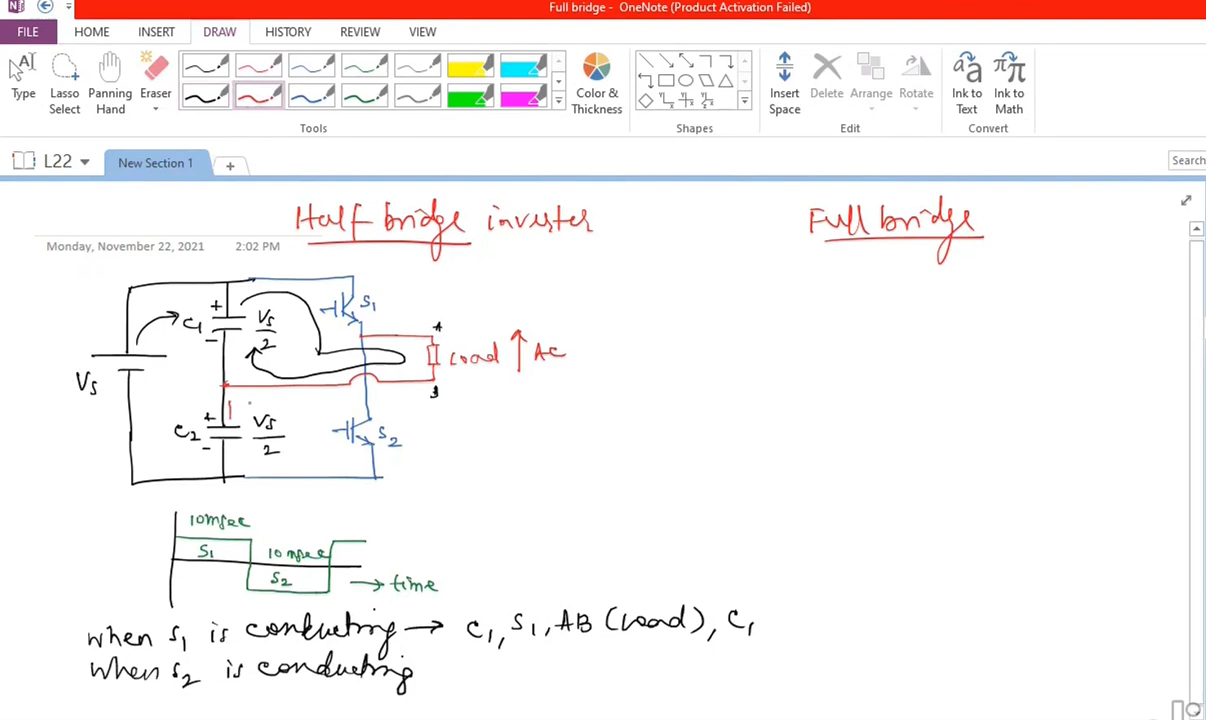 Full bridge - OneNote (Product Activation Failed)
FILE HOME INSERT DRAW HISTORY REVIEW VIEW
Type Lasso Select Panning Hand Eraser Color & Thickness Insert Space Delete Arrange Rotate Ink to Text Ink to Math
Tools Shapes Edit Convert
L22 New Section 1 + Search
Half bridge inverter Full bridge
Monday, November 22, 2021 2:02 PM
+ S1
C1 Vs/2
- A
Load AC
Vs
B
+ Vs/2
C2 S2
-
10msec
S1 10msec
S2 → time
when S1 is conducting → C1, S1, AB (Load), C1
when S2 is conducting